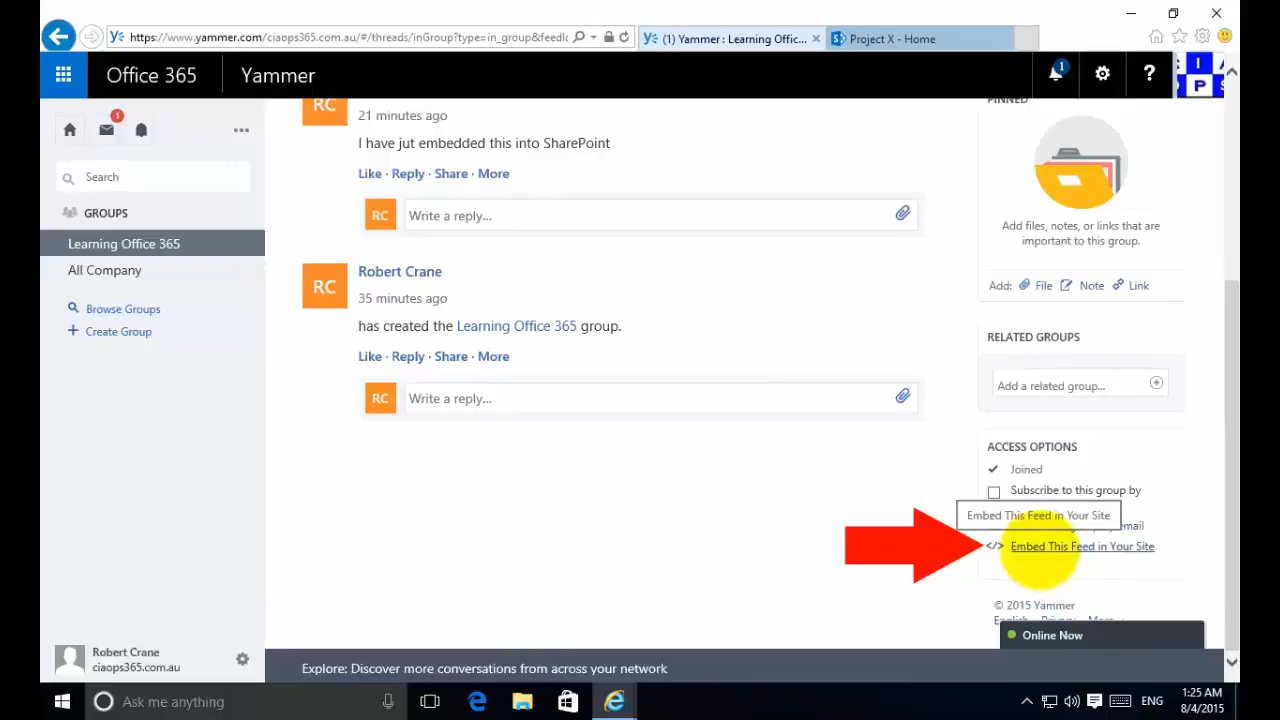 https://www.yammer.com/ciaops365.com.au/#/threads/inGroup?type=in_group&feedId
(1) Yammer : Learning Offic...
Project X - Home
Office 365
Yammer
1
?
I
P S
1
Search
GROUPS
Learning Office 365
All Company
Browse Groups
+ Create Group
RC
21 minutes ago
I have jut embedded this into SharePoint
Like · Reply · Share · More
RC
Write a reply...
RC
Robert Crane
35 minutes ago
has created the Learning Office 365 group.
Like · Reply · Share · More
RC
Write a reply...
PINNED
Add files, notes, or links that are
important to this group.
Add: File Note Link
RELATED GROUPS
Add a related group...
ACCESS OPTIONS
Joined
Subscribe to this group by
Embed This Feed in Your Site
email
</> Embed This Feed in Your Site
© 2015 Yammer
English Privacy More
Online Now
Robert Crane
ciaops365.com.au
Explore: Discover more conversations from across your network
Ask me anything
ENG
1:25 AM
8/4/2015